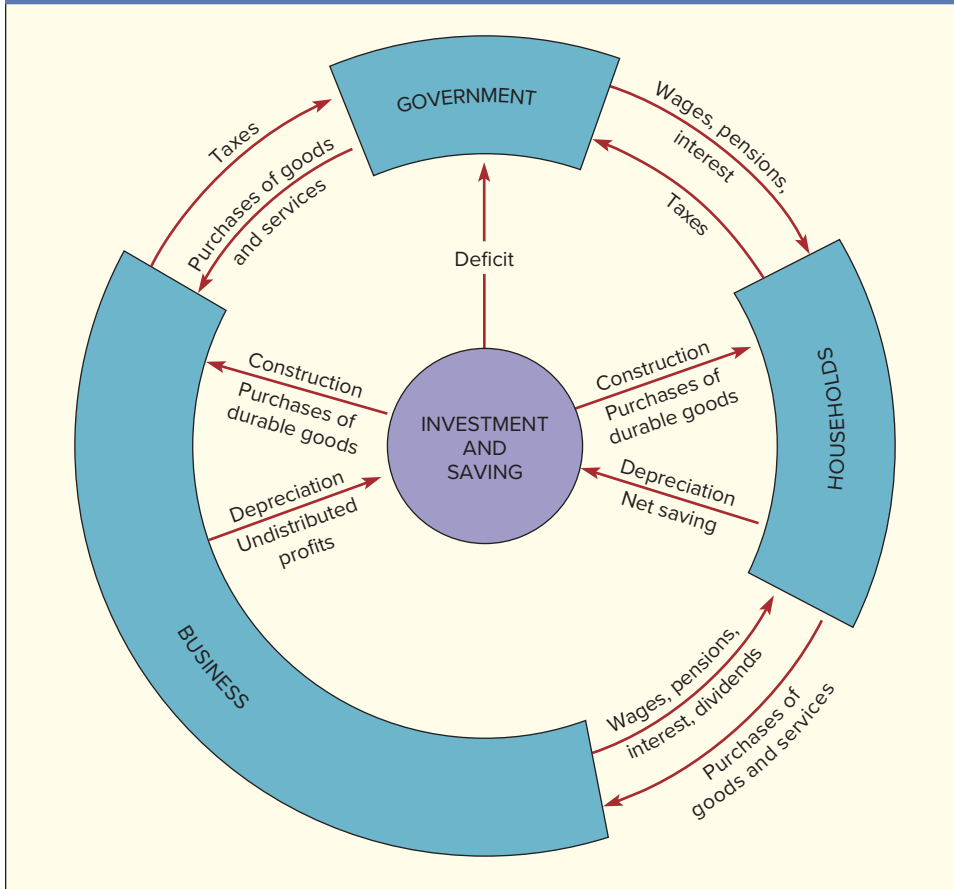 GOVERNMENT
Taxes
Purchases of goods
and services
Wages, pensions,
interest
Taxes
Deficit
Construction
Purchases of
durable goods
Construction
Purchases of
durable goods
INVESTMENT
AND
SAVING
HOUSEHOLDS
Depreciation
Undistributed
profits
Depreciation
Net saving
BUSINESS
Wages, pensions,
interest, dividends
Purchases of
goods and services